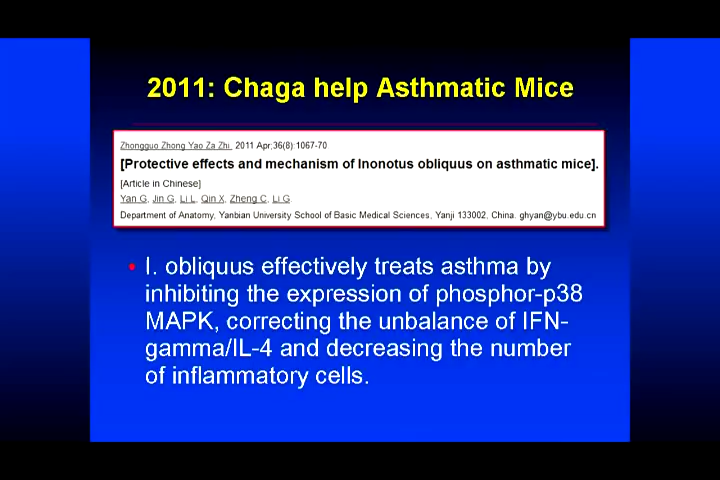 2011: Chaga help Asthmatic Mice
Zhongguo Zhong Yao Za Zhi. 2011 Apr;36(8):1067-70
[Protective effects and mechanism of Inonotus obliquus on asthmatic mice].
[Article in Chinese]
Yan G, Jin G, Li L, Qin X, Zheng C, Li G.
Department of Anatomy, Yanbian University School of Basic Medical Sciences, Yanji 133002, China. ghyan@ybu.edu.cn
• I. obliquus effectively treats asthma by
inhibiting the expression of phosphor-p38
MAPK, correcting the unbalance of IFN-
gamma/IL-4 and decreasing the number
of inflammatory cells.